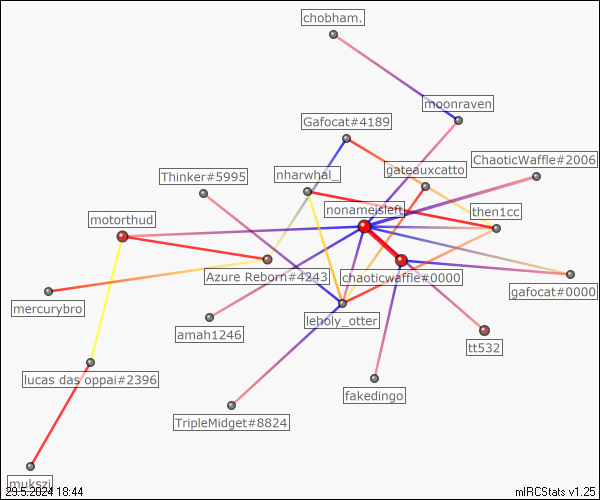 chobham.
moonraven
Gafocat#4189
ChaoticWaffle#2006
gateauxcatto
nharwhal_
Thinker#5995
nonameisleft
then1cc
motorthud
Azure Reborn#4243
chaoticwaffle#0000
gafocat#0000
mercurybro
leholy_otter
amah1246
tt532
lucas das oppai#2396
fakedingo
TripleMidget#8824
mukszi
29.5.2024 18:44
mIRCStats v1.25